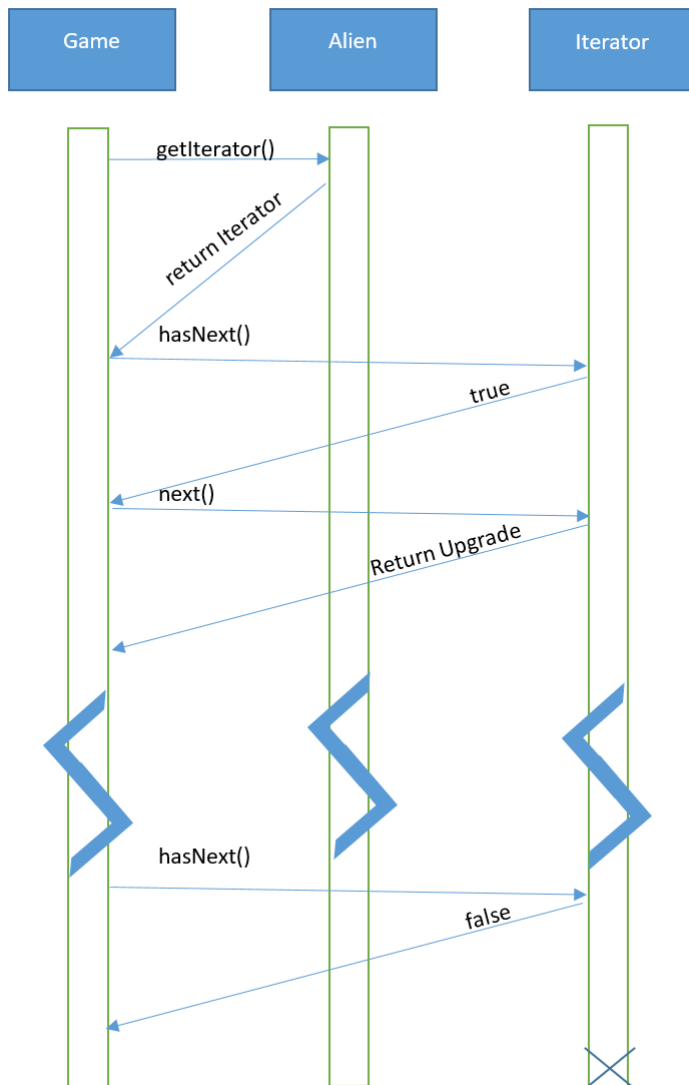 Game
Alien
Iterator
getIterator()
return Iterator
hasNext()
true
next()
Return Upgrade
hasNext()
false